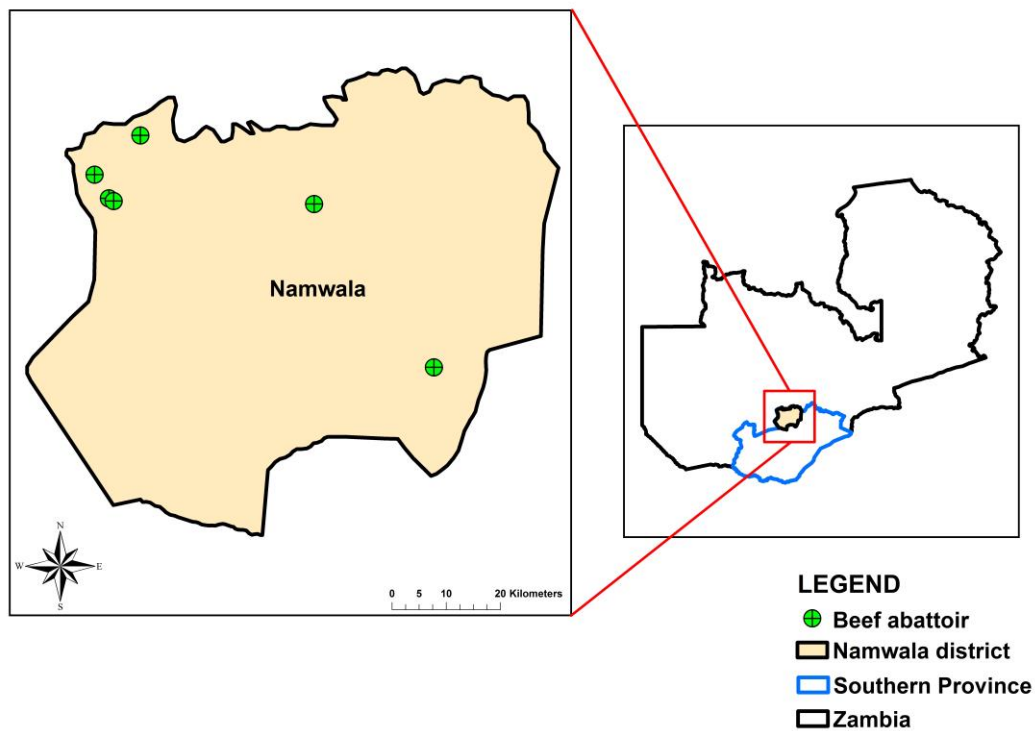 Namwala
N
W
E
S
0 5 10 20 Kilometers
LEGEND
Beef abattoir
Namwala district
Southern Province
Zambia